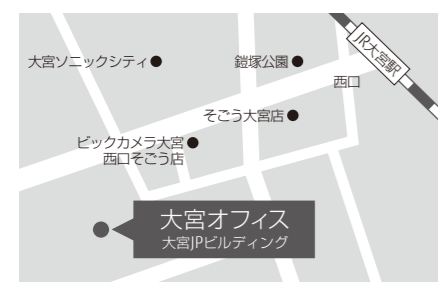 JR大宮駅
大宮ソニックシティ
鎧塚公園
西口
そごう大宮店
ビックカメラ大宮
西口そごう店
大宮オフィス
大宮JPビルディング